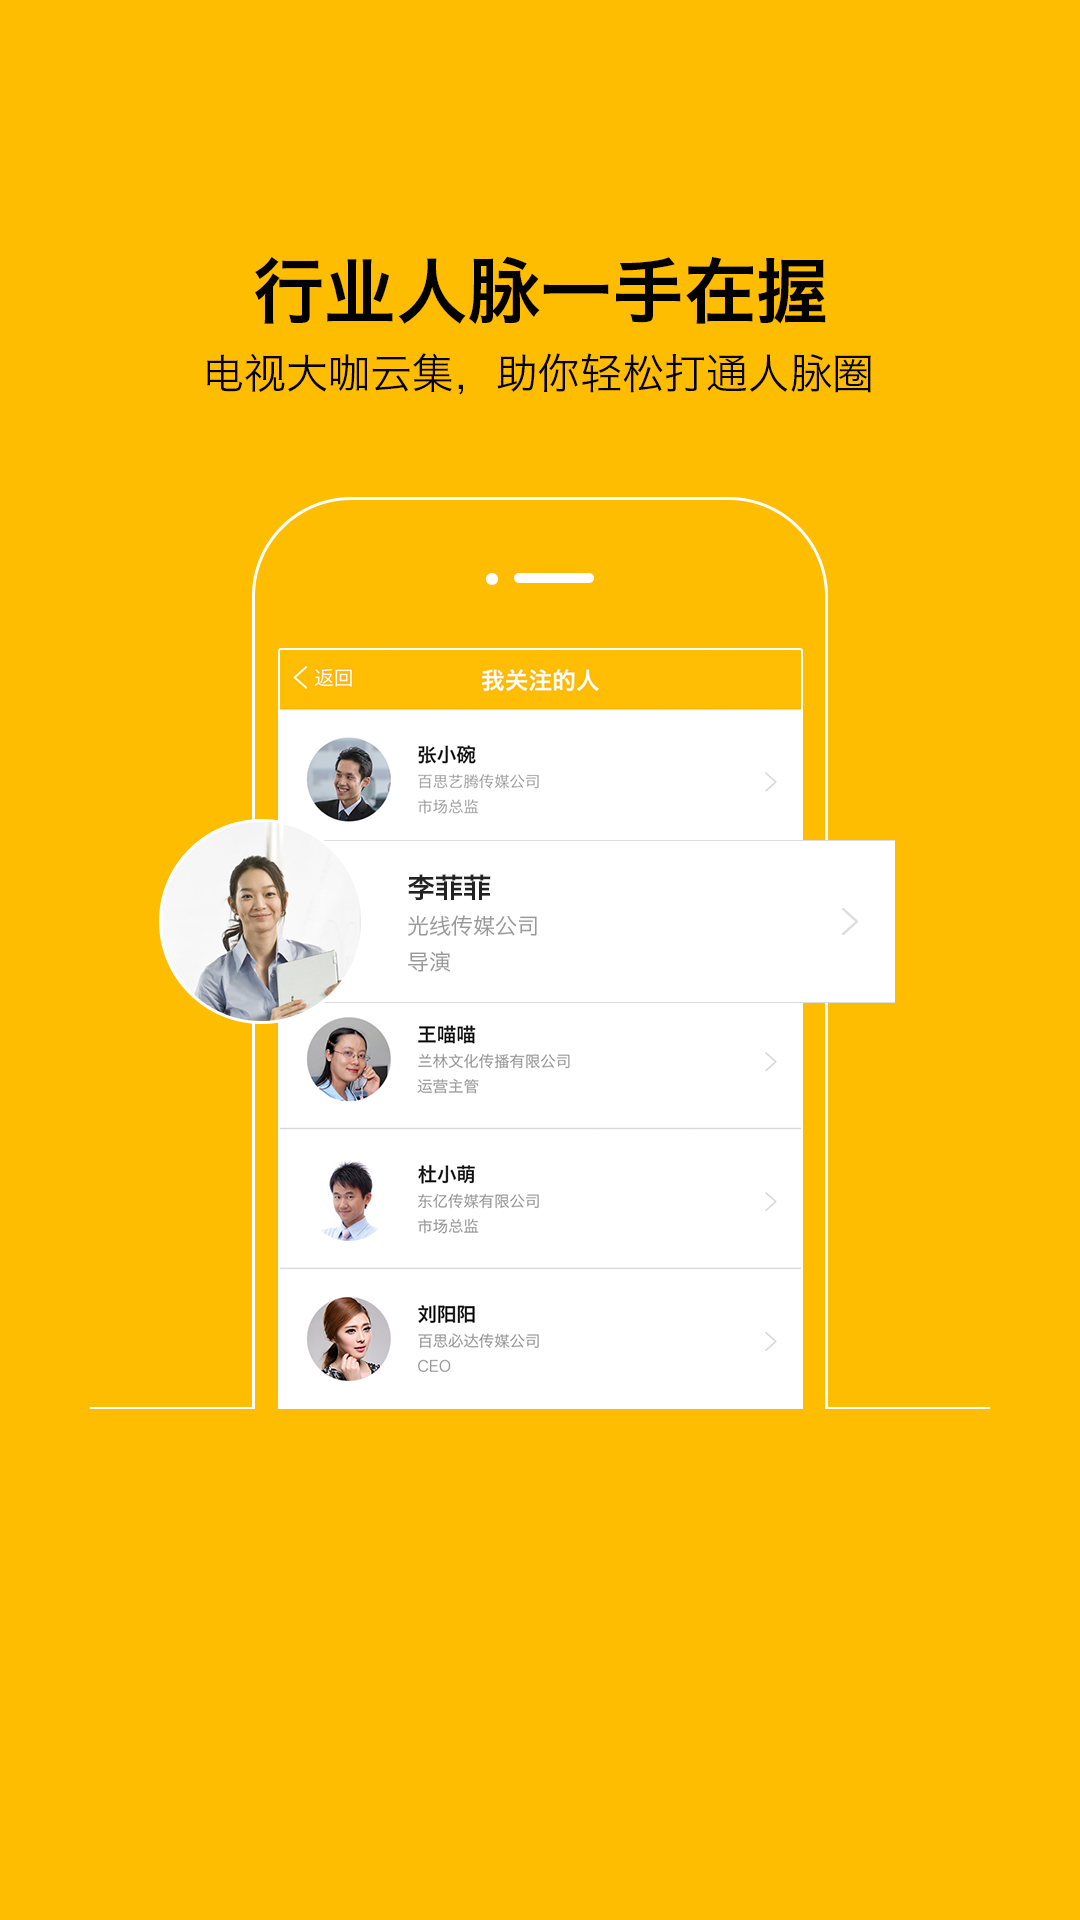 行业人脉一手在握
电视大咖云集，助你轻松打通人脉圈
返回
我关注的人
张小碗
百思艺腾传媒公司
市场总监
李菲菲
光线传媒公司
导演
王喵喵
兰林文化传播有限公司
运营主管
杜小萌
东亿传媒有限公司
市场总监
刘阳阳
百思必达传媒公司
CEO